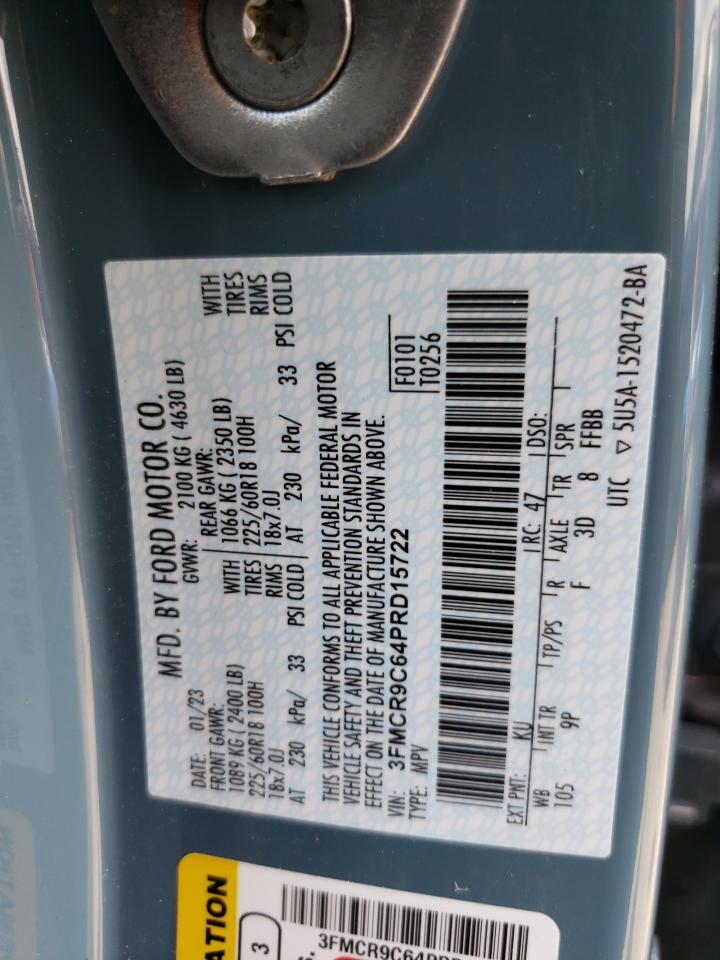 MFD. BY FORD MOTOR CO.
DATE: 01/23 GVWR: 2100 KG ( 4630 LB)
FRONT GAWR: REAR GAWR:
1089 KG ( 2400 LB) WITH 1066 KG ( 2350 LB) WITH
225/60R18 100H TIRES 225/60R18 100H TIRES
18x7.0J RIMS 18x7.0J RIMS
AT 230 kPa/ 33 PSI COLD AT 230 kPa/ 33 PSI COLD
THIS VEHICLE CONFORMS TO ALL APPLICABLE FEDERAL MOTOR
VEHICLE SAFETY AND THEFT PREVENTION STANDARDS IN
EFFECT ON THE DATE OF MANUFACTURE SHOWN ABOVE.
VIN: 3FMCR9C64PRD15722 F0101
TYPE: MPV T0256
EXT PNT: KU RC: 47 DSO:
WB INT TR TP/PS R AXLE TR SPR
105 9P F 3D 8 FFBB
UTC ▽ 5U5A-1520472-BA
ATION
3
3FMCR9C64PRD